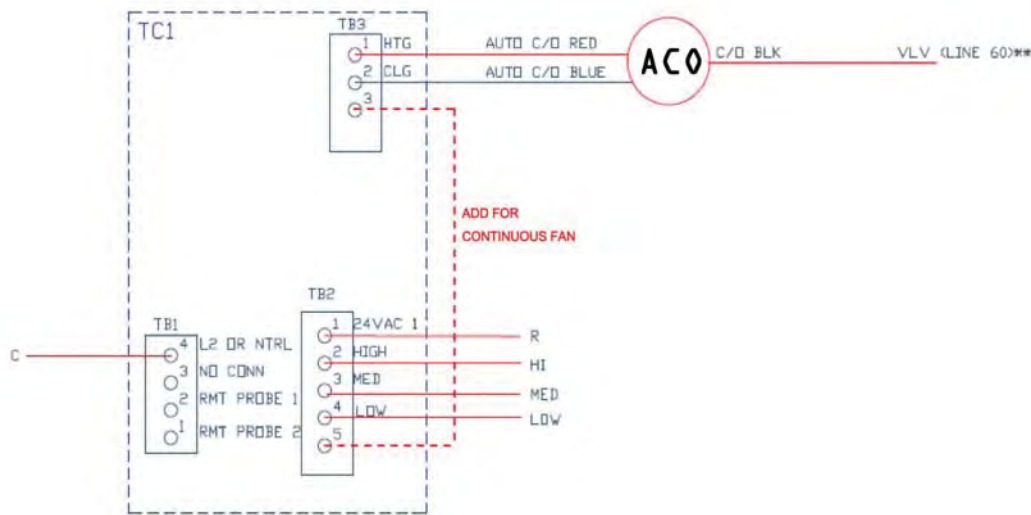 TC1
TB3
1 HTG
2 CLG
3
AUTO C/O RED
AUTO C/O BLUE
ACO
C/O BLK
VLV (LINE 60)**
ADD FOR
CONTINUOUS FAN
TB1
4 L2 OR NTRL
3 NO CONN
2 RMT PROBE 1
1 RMT PROBE 2
C
TB2
1 24VAC 1
2 HIGH
3 MED
4 LOW
5
R
HI
MED
LOW